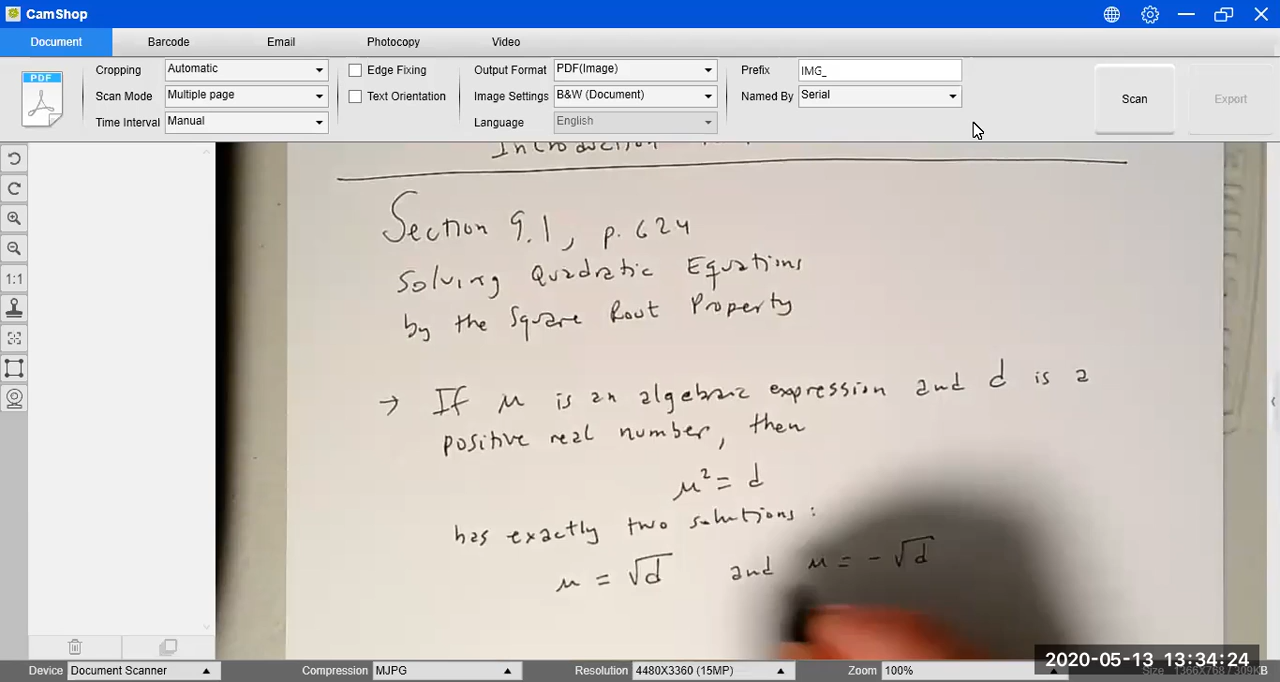 CamShop
Document Barcode Email Photocopy Video
Cropping Automatic Edge Fixing Output Format PDF(Image) Prefix IMG_
Scan Mode Multiple page Text Orientation Image Settings B&W (Document) Named By Serial
Time Interval Manual Language English
Scan Export
PDF
1:1
Introduction
Section 9.1, p. 624
Solving Quadratic Equations
by the Square Root Property
→ If u is an algebraic expression and d is a
positive real number, then
u² = d
has exactly two solutions:
u = √d and u = -√d
2020-05-13 13:34:24
Device Document Scanner Compression MJPG Resolution 4480X3360 (15MP) Zoom 100%